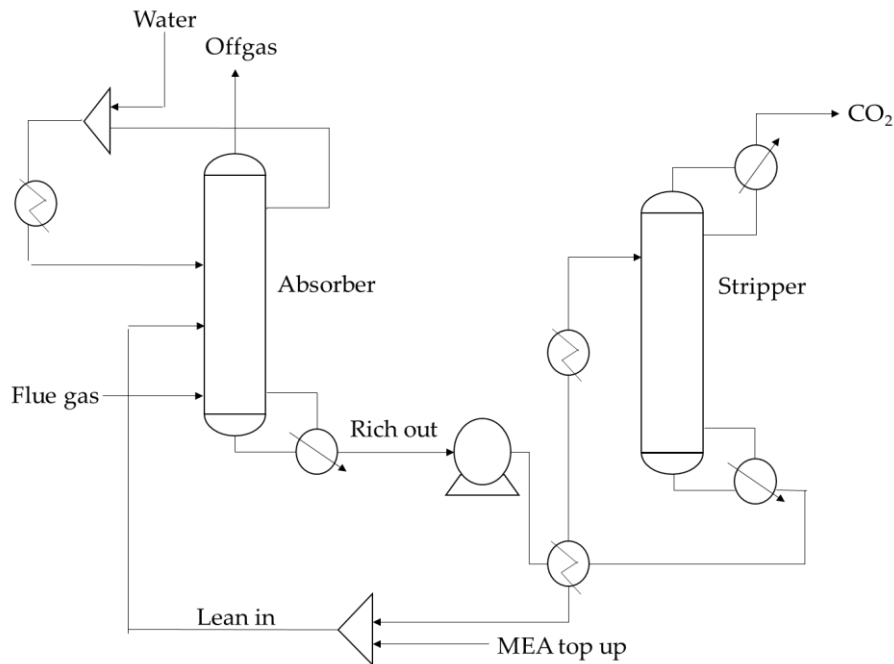 Water
Offgas
CO₂
Absorber
Stripper
Flue gas
Rich out
Lean in
MEA top up